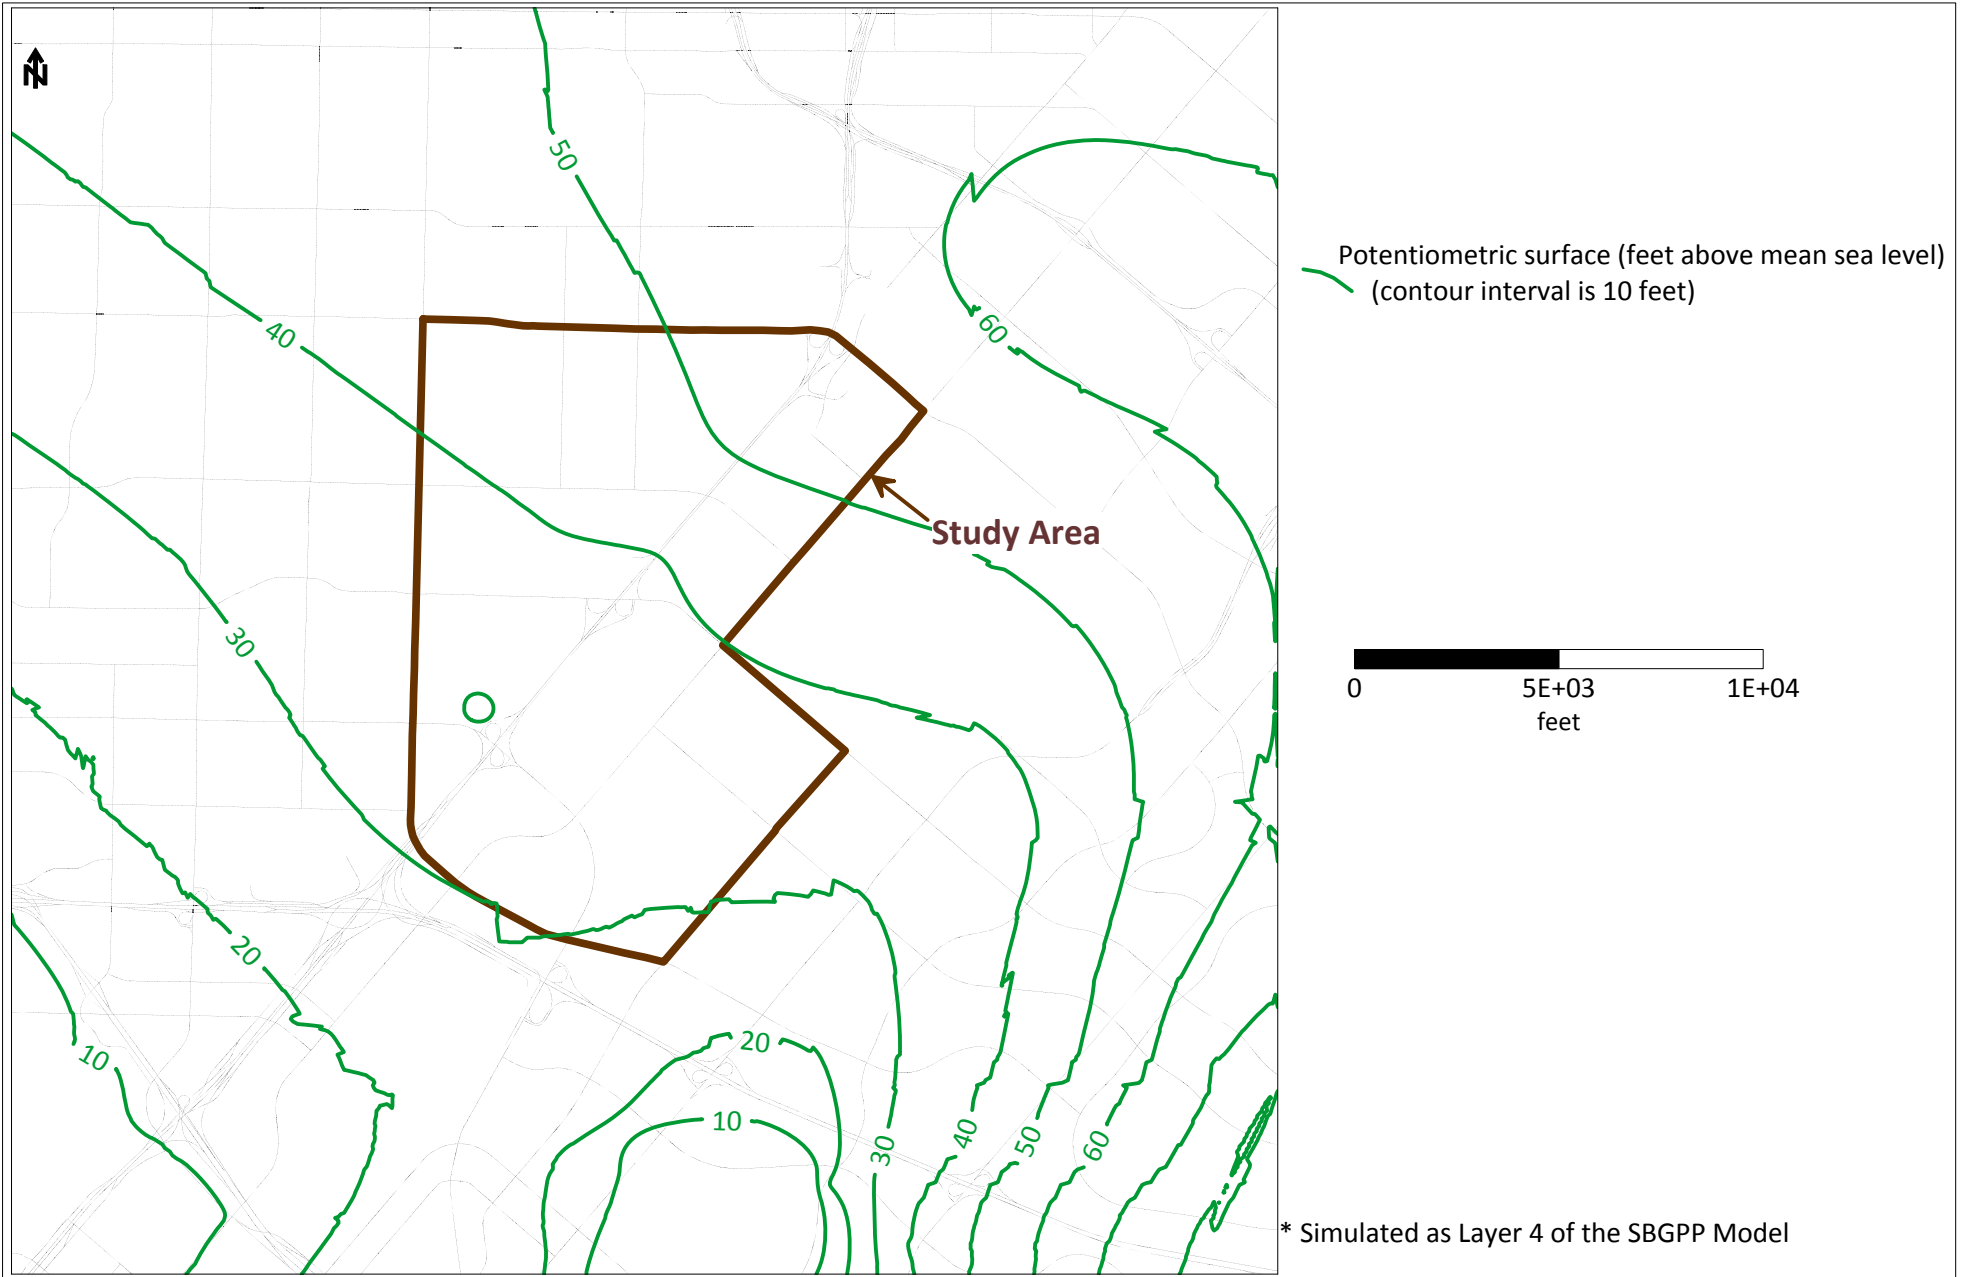 N
50
40
60
30
20
10
20
10
30
40
50
60
Study Area
Potentiometric surface (feet above mean sea level)
(contour interval is 10 feet)
0 5E+03 1E+04
feet
* Simulated as Layer 4 of the SBGPP Model